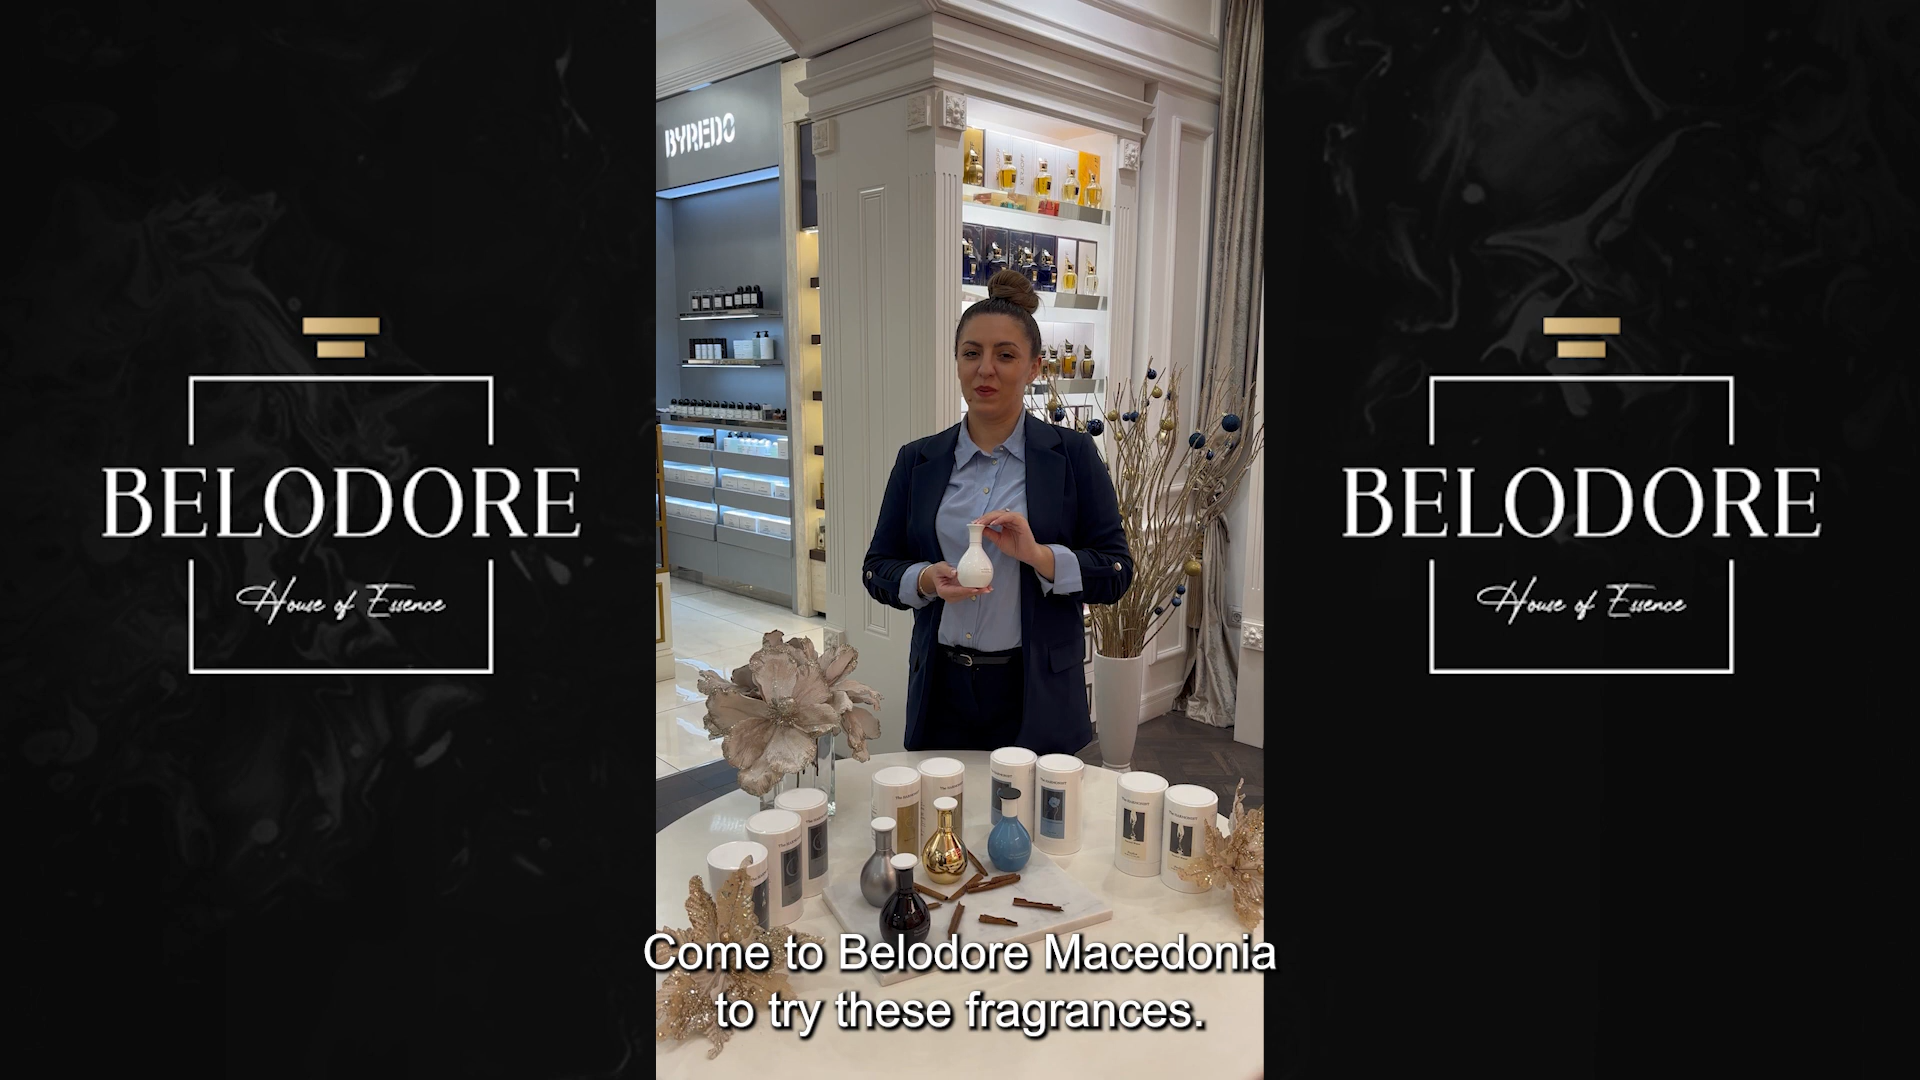 BELODORE
House of Essence
BYREDO
Come to Belodore Macedonia
to try these fragrances.
BELODORE
House of Essence